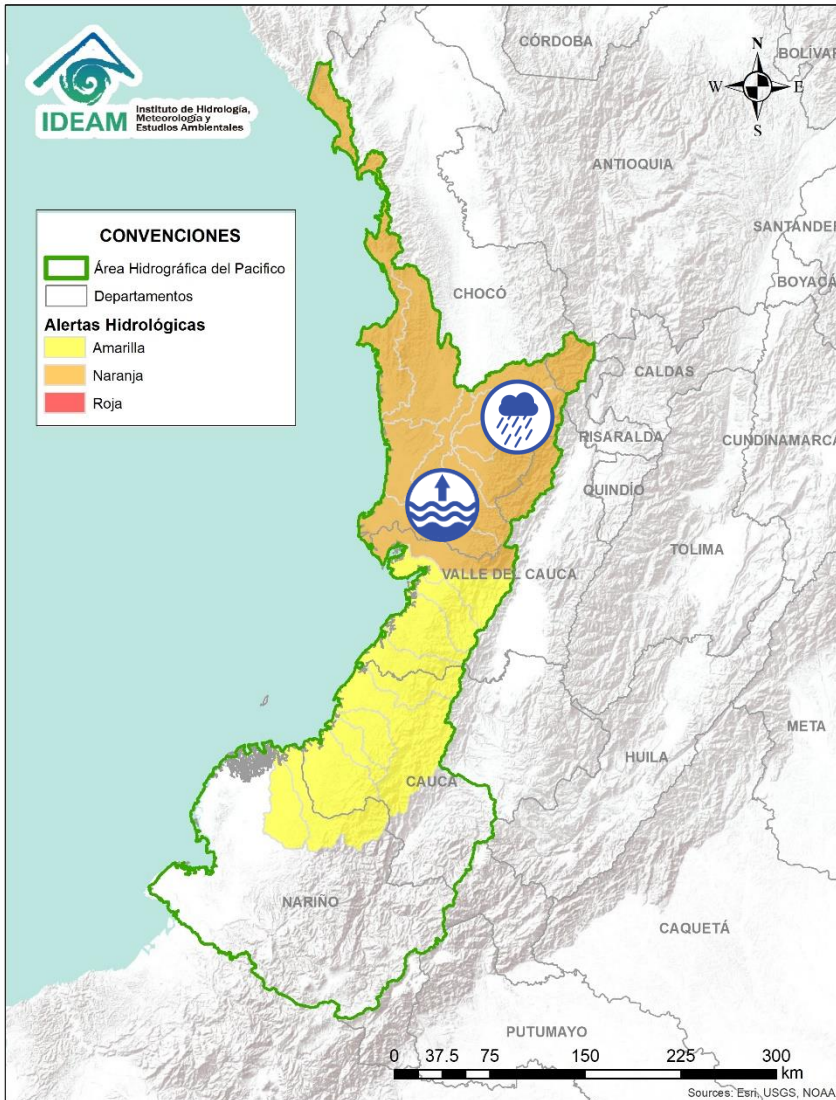 IDEAM
Instituto de Hidrología,
Meteorología y
Estudios Ambientales
N
W
E
S
CÓRDOBA
BOLÍVAR
ANTIOQUIA
SANTANDER
BOYACÁ
CHOCÓ
CALDAS
RISARALDA
CUNDINAMARCA
QUINDÍO
TOLIMA
VALLE DEL CAUCA
META
HUILA
CAUCA
NARIÑO
CAQUETÁ
PUTUMAYO
CONVENCIONES
Área Hidrográfica del Pacifico
Departamentos
Alertas Hidrológicas
Amarilla
Naranja
Roja
0 37.5 75 150 225 300
km
Sources: Esri, USGS, NOAA